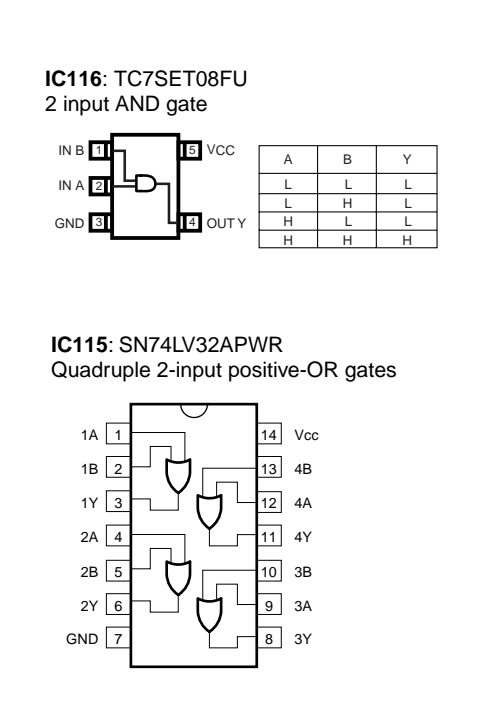 IC116: TC7SET08FU
2 input AND gate
IN B 1 5 VCC
IN A 2
GND 3 4 OUT Y
A B Y
L L L
L H L
H L L
H H H
IC115: SN74LV32APWR
Quadruple 2-input positive-OR gates
1A 1 14 Vcc
1B 2 13 4B
1Y 3 12 4A
2A 4 11 4Y
2B 5 10 3B
2Y 6 9 3A
GND 7 8 3Y